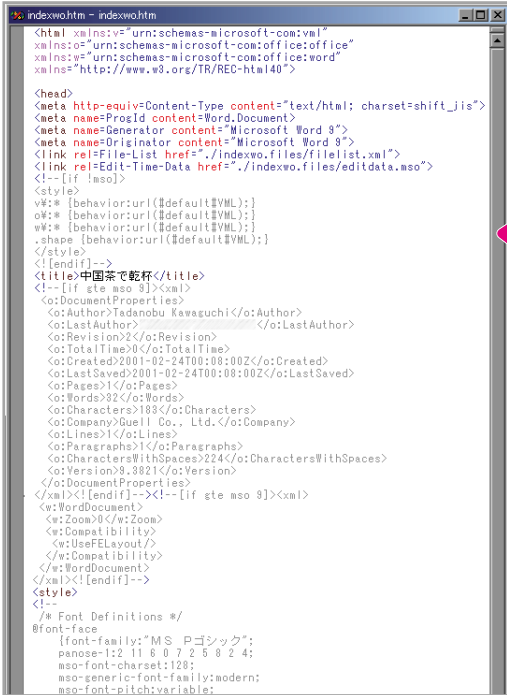 indexwo.htm - indexwo.htm
<html xmlns:v="urn:schemas-microsoft-com:vml"
xmlns:o="urn:schemas-microsoft-com:office:office"
xmlns:w="urn:schemas-microsoft-com:office:word"
xmlns="http://www.w3.org/TR/REC-html40">
<head>
<meta http-equiv=Content-Type content="text/html; charset=shift_jis">
<meta name=ProgId content=Word.Document>
<meta name=Generator content="Microsoft Word 9">
<meta name=Originator content="Microsoft Word 9">
<link rel=File-List href="./indexwo.files/filelist.xml">
<link rel=Edit-Time-Data href="./indexwo.files/editdata.mso">
<!--[if !mso]>
<style>
v¥:* {behavior:url(#default#VML);}
o¥:* {behavior:url(#default#VML);}
w¥:* {behavior:url(#default#VML);}
.shape {behavior:url(#default#VML);}
</style>
<![endif]-->
<title>中国茶で乾杯</title>
<!--[if gte mso 9]><xml>
<o:DocumentProperties>
<o:Author>Tadanobu Kawaguchi</o:Author>
<o:LastAuthor> </o:LastAuthor>
<o:Revision>2</o:Revision>
<o:TotalTime>0</o:TotalTime>
<o:Created>2001-02-24T00:08:00Z</o:Created>
<o:LastSaved>2001-02-24T00:08:00Z</o:LastSaved>
<o:Pages>1</o:Pages>
<o:Words>32</o:Words>
<o:Characters>183</o:Characters>
<o:Company>Guell Co., Ltd.</o:Company>
<o:Lines>1</o:Lines>
<o:Paragraphs>1</o:Paragraphs>
<o:CharactersWithSpaces>224</o:CharactersWithSpaces>
<o:Version>9.3821</o:Version>
</o:DocumentProperties>
</xml><![endif]--><!--[if gte mso 9]><xml>
<w:WordDocument>
<w:Zoom>0</w:Zoom>
<w:Compatibility>
<w:UseFELayout/>
</w:Compatibility>
</w:WordDocument>
</xml><![endif]-->
<style>
<!--
/* Font Definitions */
@font-face
{font-family:"ＭＳ Ｐゴシック";
panose-1:2 11 6 0 7 2 5 8 2 4;
mso-font-charset:128;
mso-generic-font-family:modern;
mso-font-pitch:variable;